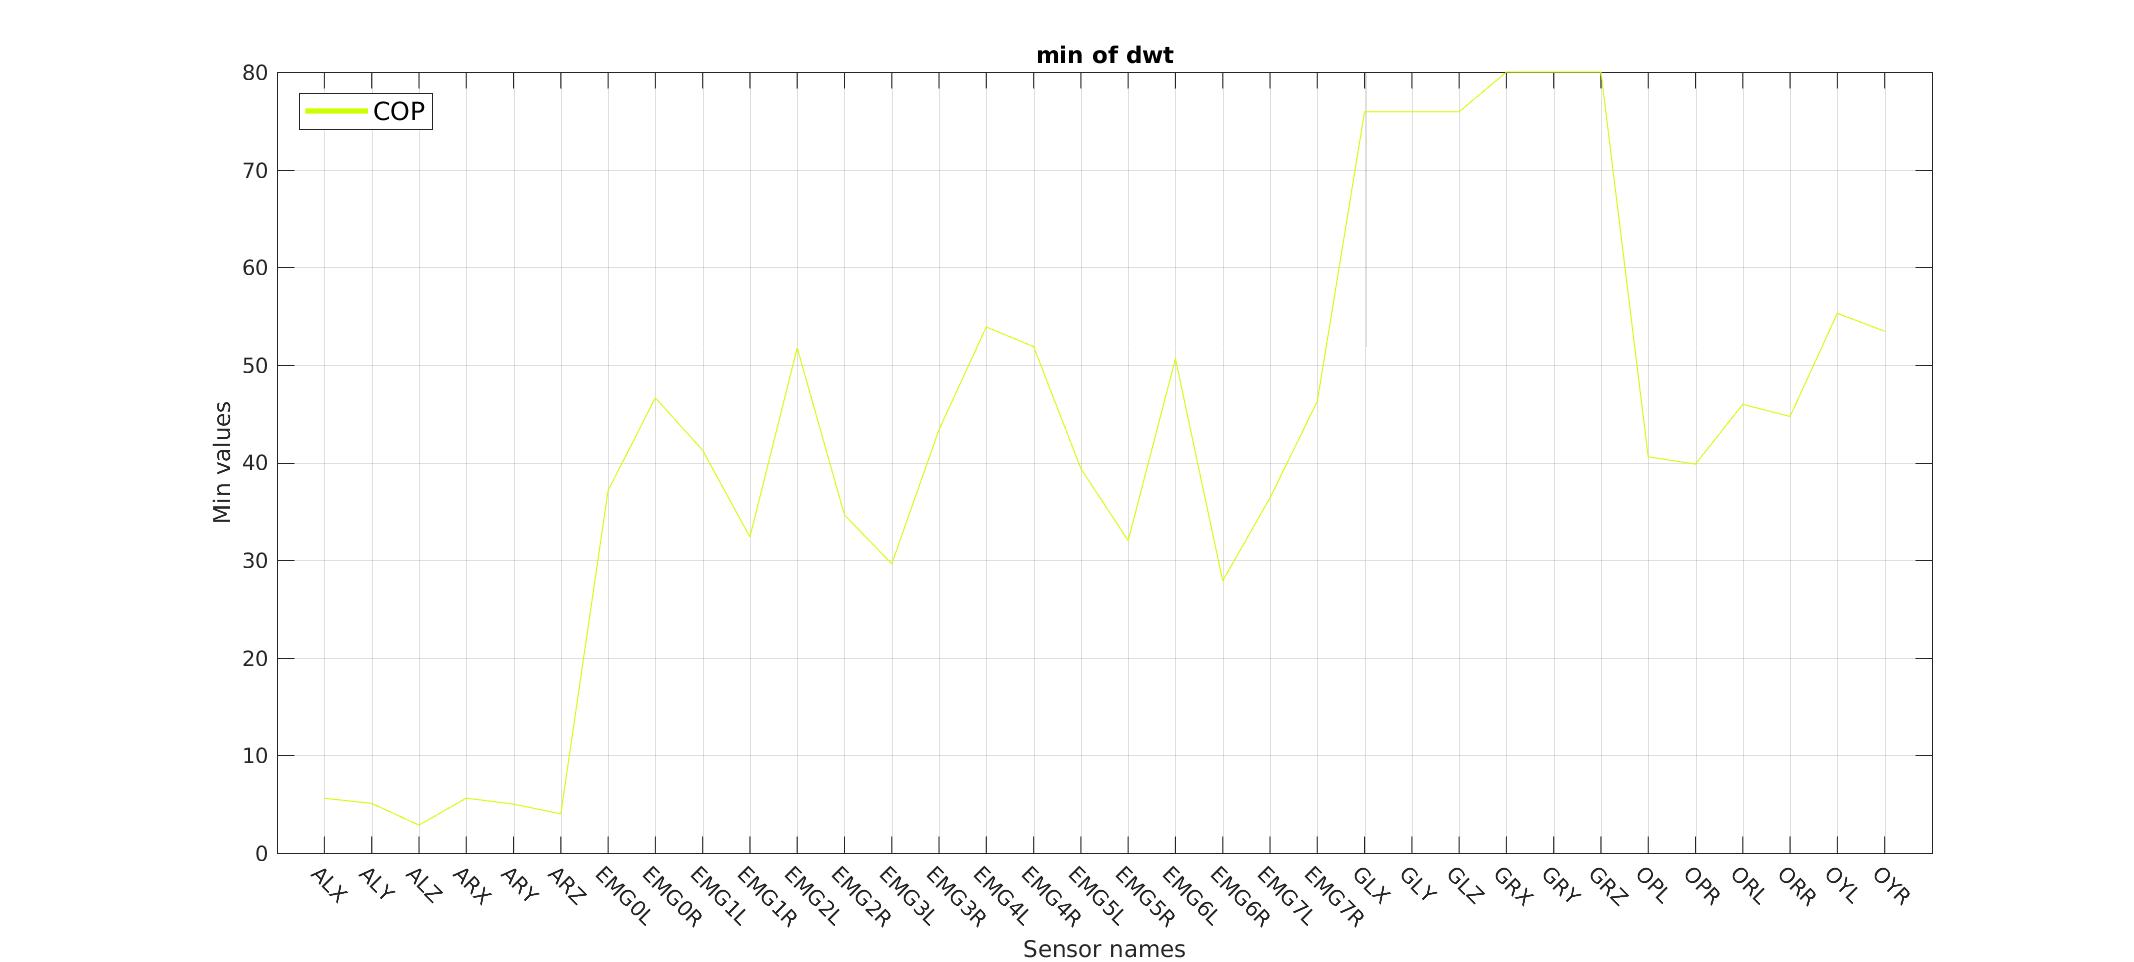 min of dwt
COP
80
70
60
50
40
30
20
10
0
Min values
ALX ALY ALZ ARX ARY ARZ EMG0L EMG0R EMG1L EMG1R EMG2L EMG2R EMG3L EMG3R EMG4L EMG4R EMG5L EMG5R EMG6L EMG6R EMG7L EMG7R GLX GLY GLZ GRX GRY GRZ OPL OPR ORL ORR OYL OYR
Sensor names